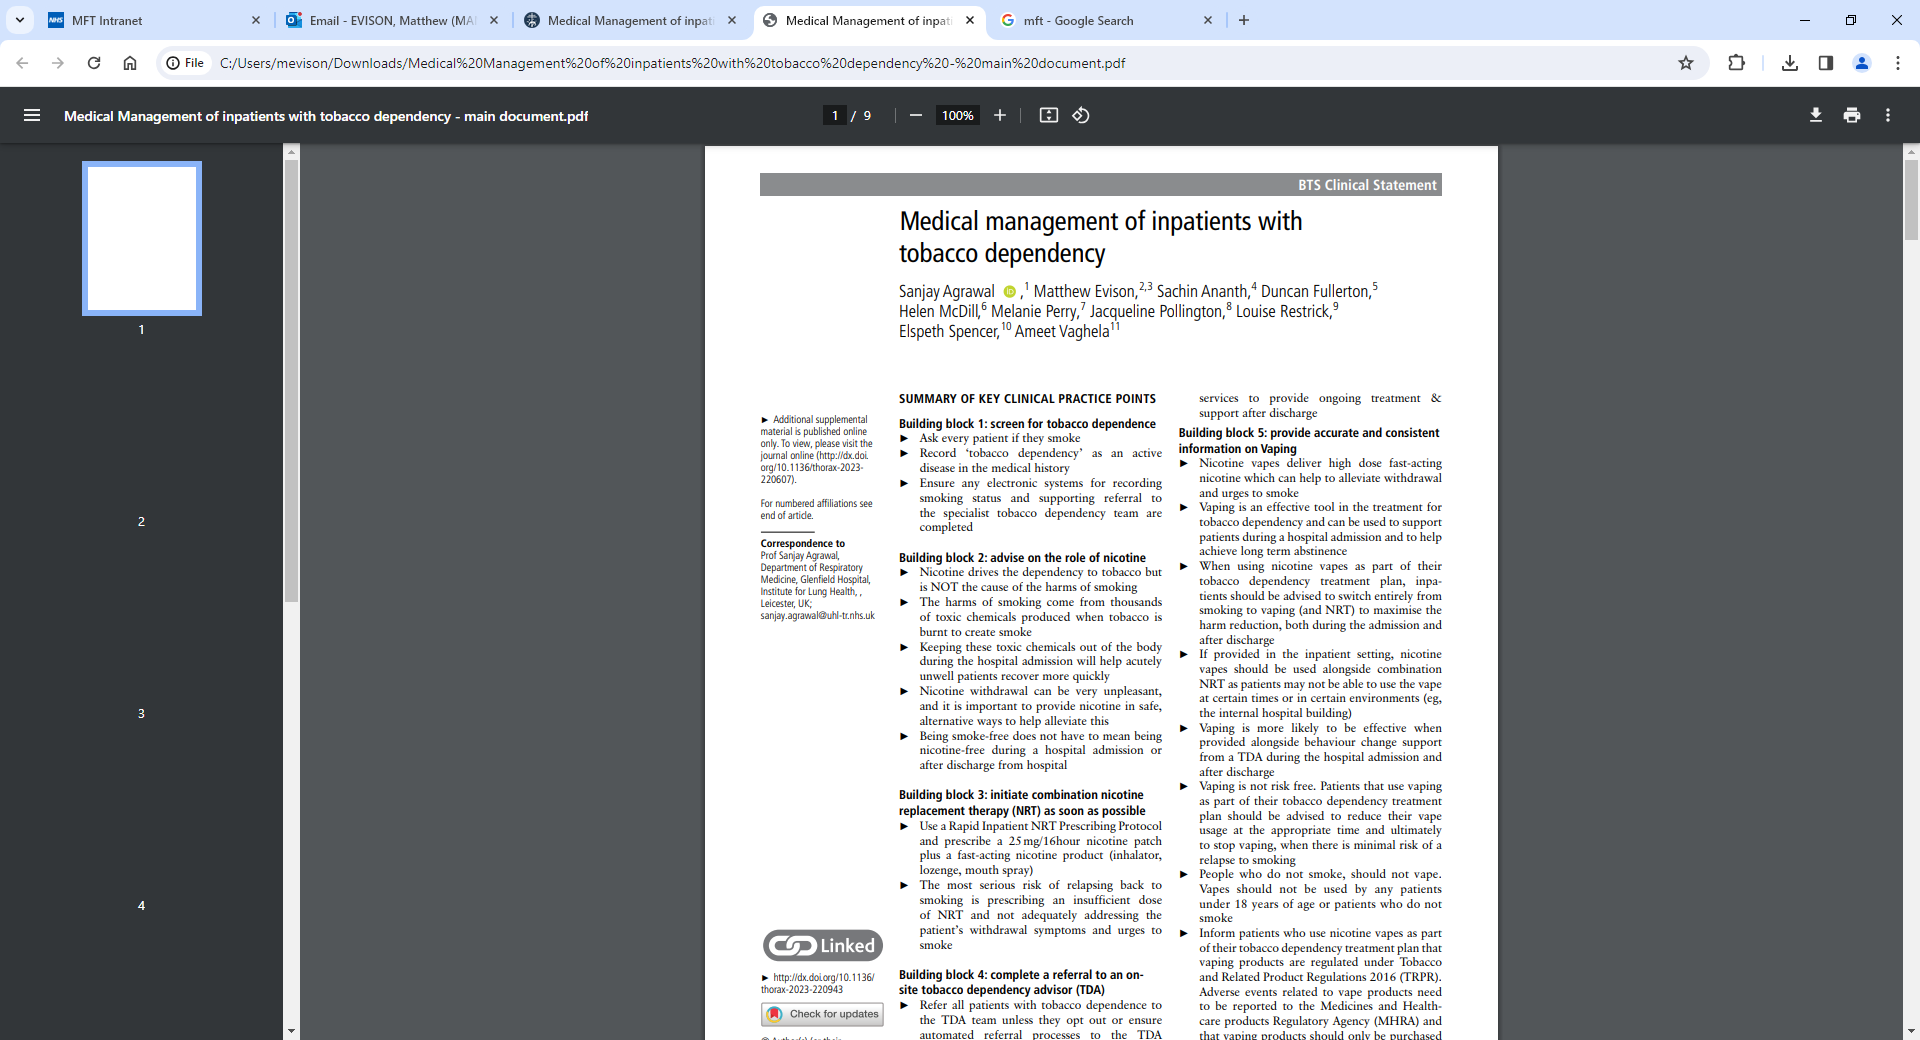 NHS MFT Intranet
Email - EVISON, Matthew (MA
Medical Management of inpati
Medical Management of inpati
mft - Google Search
File C:/Users/mevison/Downloads/Medical%20Management%20of%20inpatients%20with%20tobacco%20dependency%20-%20main%20document.pdf
Medical Management of inpatients with tobacco dependency - main document.pdf
1 / 9
100%
1
2
3
4
BTS Clinical Statement
Medical management of inpatients with
tobacco dependency
Sanjay Agrawal iD ,1 Matthew Evison,2,3 Sachin Ananth,4 Duncan Fullerton,5
Helen McDill,6 Melanie Perry,7 Jacqueline Pollington,8 Louise Restrick,9
Elspeth Spencer,10 Ameet Vaghela11
► Additional supplemental
material is published online
only. To view, please visit the
journal online (http://dx.doi.
org/10.1136/thorax-2023-
220607).
For numbered affiliations see
end of article.
Correspondence to
Prof Sanjay Agrawal,
Department of Respiratory
Medicine, Glenfield Hospital,
Institute for Lung Health, ,
Leicester, UK;
sanjay.agrawal@uhl-tr.nhs.uk
Linked
► http://dx.doi.org/10.1136/
thorax-2023-220943
Check for updates
© Author(s) (or their
SUMMARY OF KEY CLINICAL PRACTICE POINTS
Building block 1: screen for tobacco dependence
► Ask every patient if they smoke
► Record ‘tobacco dependency’ as an active
disease in the medical history
► Ensure any electronic systems for recording
smoking status and supporting referral to
the specialist tobacco dependency team are
completed
Building block 2: advise on the role of nicotine
► Nicotine drives the dependency to tobacco but
is NOT the cause of the harms of smoking
► The harms of smoking come from thousands
of toxic chemicals produced when tobacco is
burnt to create smoke
► Keeping these toxic chemicals out of the body
during the hospital admission will help acutely
unwell patients recover more quickly
► Nicotine withdrawal can be very unpleasant,
and it is important to provide nicotine in safe,
alternative ways to help alleviate this
► Being smoke-free does not have to mean being
nicotine-free during a hospital admission or
after discharge from hospital
Building block 3: initiate combination nicotine
replacement therapy (NRT) as soon as possible
► Use a Rapid Inpatient NRT Prescribing Protocol
and prescribe a 25 mg/16hour nicotine patch
plus a fast-acting nicotine product (inhalator,
lozenge, mouth spray)
► The most serious risk of relapsing back to
smoking is prescribing an insufficient dose
of NRT and not adequately addressing the
patient’s withdrawal symptoms and urges to
smoke
Building block 4: complete a referral to an on-
site tobacco dependency advisor (TDA)
► Refer all patients with tobacco dependence to
the TDA team unless they opt out or ensure
automated referral processes to the TDA
services to provide ongoing treatment &
support after discharge
Building block 5: provide accurate and consistent
information on Vaping
► Nicotine vapes deliver high dose fast-acting
nicotine which can help to alleviate withdrawal
and urges to smoke
► Vaping is an effective tool in the treatment for
tobacco dependency and can be used to support
patients during a hospital admission and to help
achieve long term abstinence
► When using nicotine vapes as part of their
tobacco dependency treatment plan, inpa-
tients should be advised to switch entirely from
smoking to vaping (and NRT) to maximise the
harm reduction, both during the admission and
after discharge
► If provided in the inpatient setting, nicotine
vapes should be used alongside combination
NRT as patients may not be able to use the vape
at certain times or in certain environments (eg,
the internal hospital building)
► Vaping is more likely to be effective when
provided alongside behaviour change support
from a TDA during the hospital admission and
after discharge
► Vaping is not risk free. Patients that use vaping
as part of their tobacco dependency treatment
plan should be advised to reduce their vape
usage at the appropriate time and ultimately
to stop vaping, when there is minimal risk of a
relapse to smoking
► People who do not smoke, should not vape.
Vapes should not be used by any patients
under 18 years of age or patients who do not
smoke
► Inform patients who use nicotine vapes as part
of their tobacco dependency treatment plan that
vaping products are regulated under Tobacco
and Related Product Regulations 2016 (TRPR).
Adverse events related to vape products need
to be reported to the Medicines and Health-
care products Regulatory Agency (MHRA) and
that vaping products should only be purchased